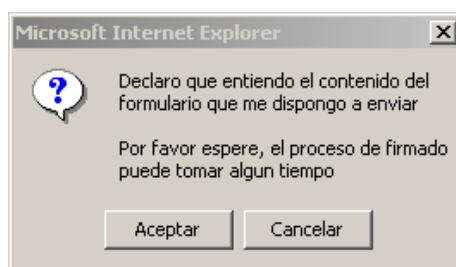 Microsoft Internet Explorer
Declaro que entiendo el contenido del
formulario que me dispongo a enviar
Por favor espere, el proceso de firmado
puede tomar algun tiempo
Aceptar
Cancelar